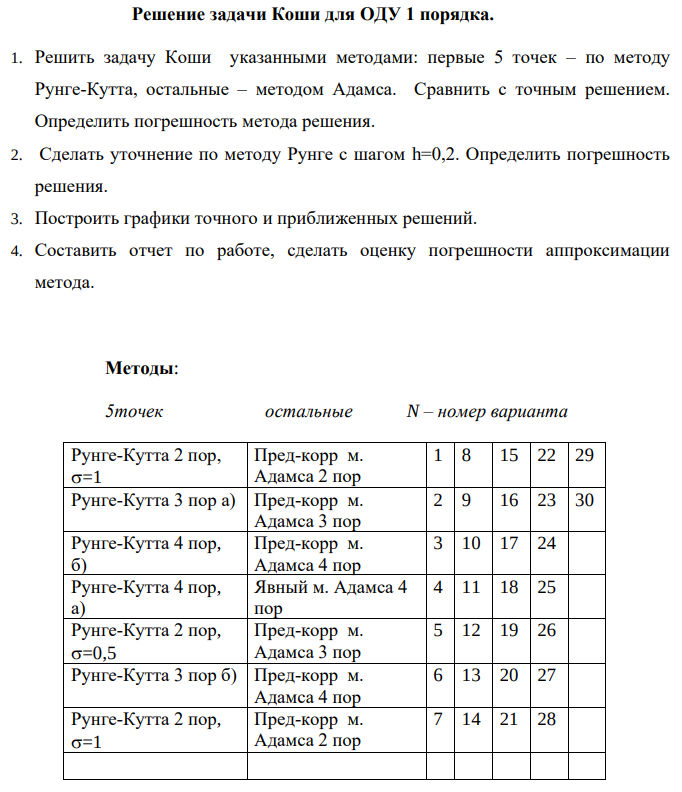 Решение задачи Коши для ОДУ 1 порядка.
1. Решить задачу Коши указанными методами: первые 5 точек – по методу
Рунге-Кутта, остальные – методом Адамса. Сравнить с точным решением.
Определить погрешность метода решения.
2. Сделать уточнение по методу Рунге с шагом h=0,2. Определить погрешность
решения.
3. Построить графики точного и приближенных решений.
4. Составить отчет по работе, сделать оценку погрешности аппроксимации
метода.
Методы:
5точек остальные N – номер варианта
Рунге-Кутта 2 пор, Пред-корр м. 1 8 15 22 29
σ=1 Адамса 2 пор
Рунге-Кутта 3 пор а) Пред-корр м. 2 9 16 23 30
Адамса 3 пор
Рунге-Кутта 4 пор, Пред-корр м. 3 10 17 24
б) Адамса 4 пор
Рунге-Кутта 4 пор, Явный м. Адамса 4 4 11 18 25
а) пор
Рунге-Кутта 2 пор, Пред-корр м. 5 12 19 26
σ=0,5 Адамса 3 пор
Рунге-Кутта 3 пор б) Пред-корр м. 6 13 20 27
Адамса 4 пор
Рунге-Кутта 2 пор, Пред-корр м. 7 14 21 28
σ=1 Адамса 2 пор